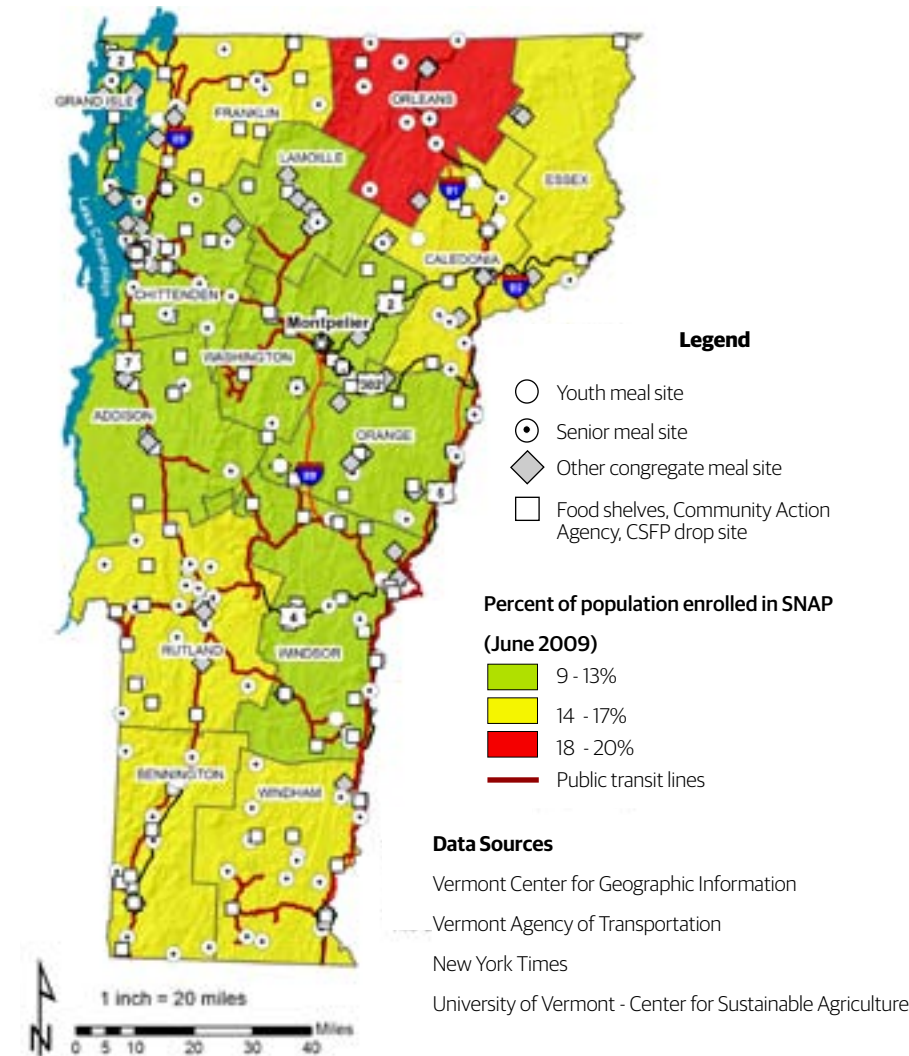 2
GRAND ISLE
FRANKLIN
ORLEANS
89
LAMOILLE
91
ESSEX
Lake Champlain
CALEDONIA
93
CHITTENDEN
2
Montpelier
7
WASHINGTON
302
ADDISON
ORANGE
89
5
4
RUTLAND
WINDSOR
BENNINGTON
WINDHAM
N
1 inch = 20 miles
Miles
0 5 10 20 30 40
Legend
Youth meal site
Senior meal site
Other congregate meal site
Food shelves, Community Action
Agency, CSFP drop site
Percent of population enrolled in SNAP
(June 2009)
9 - 13%
14 - 17%
18 - 20%
Public transit lines
Data Sources
Vermont Center for Geographic Information
Vermont Agency of Transportation
New York Times
University of Vermont - Center for Sustainable Agriculture